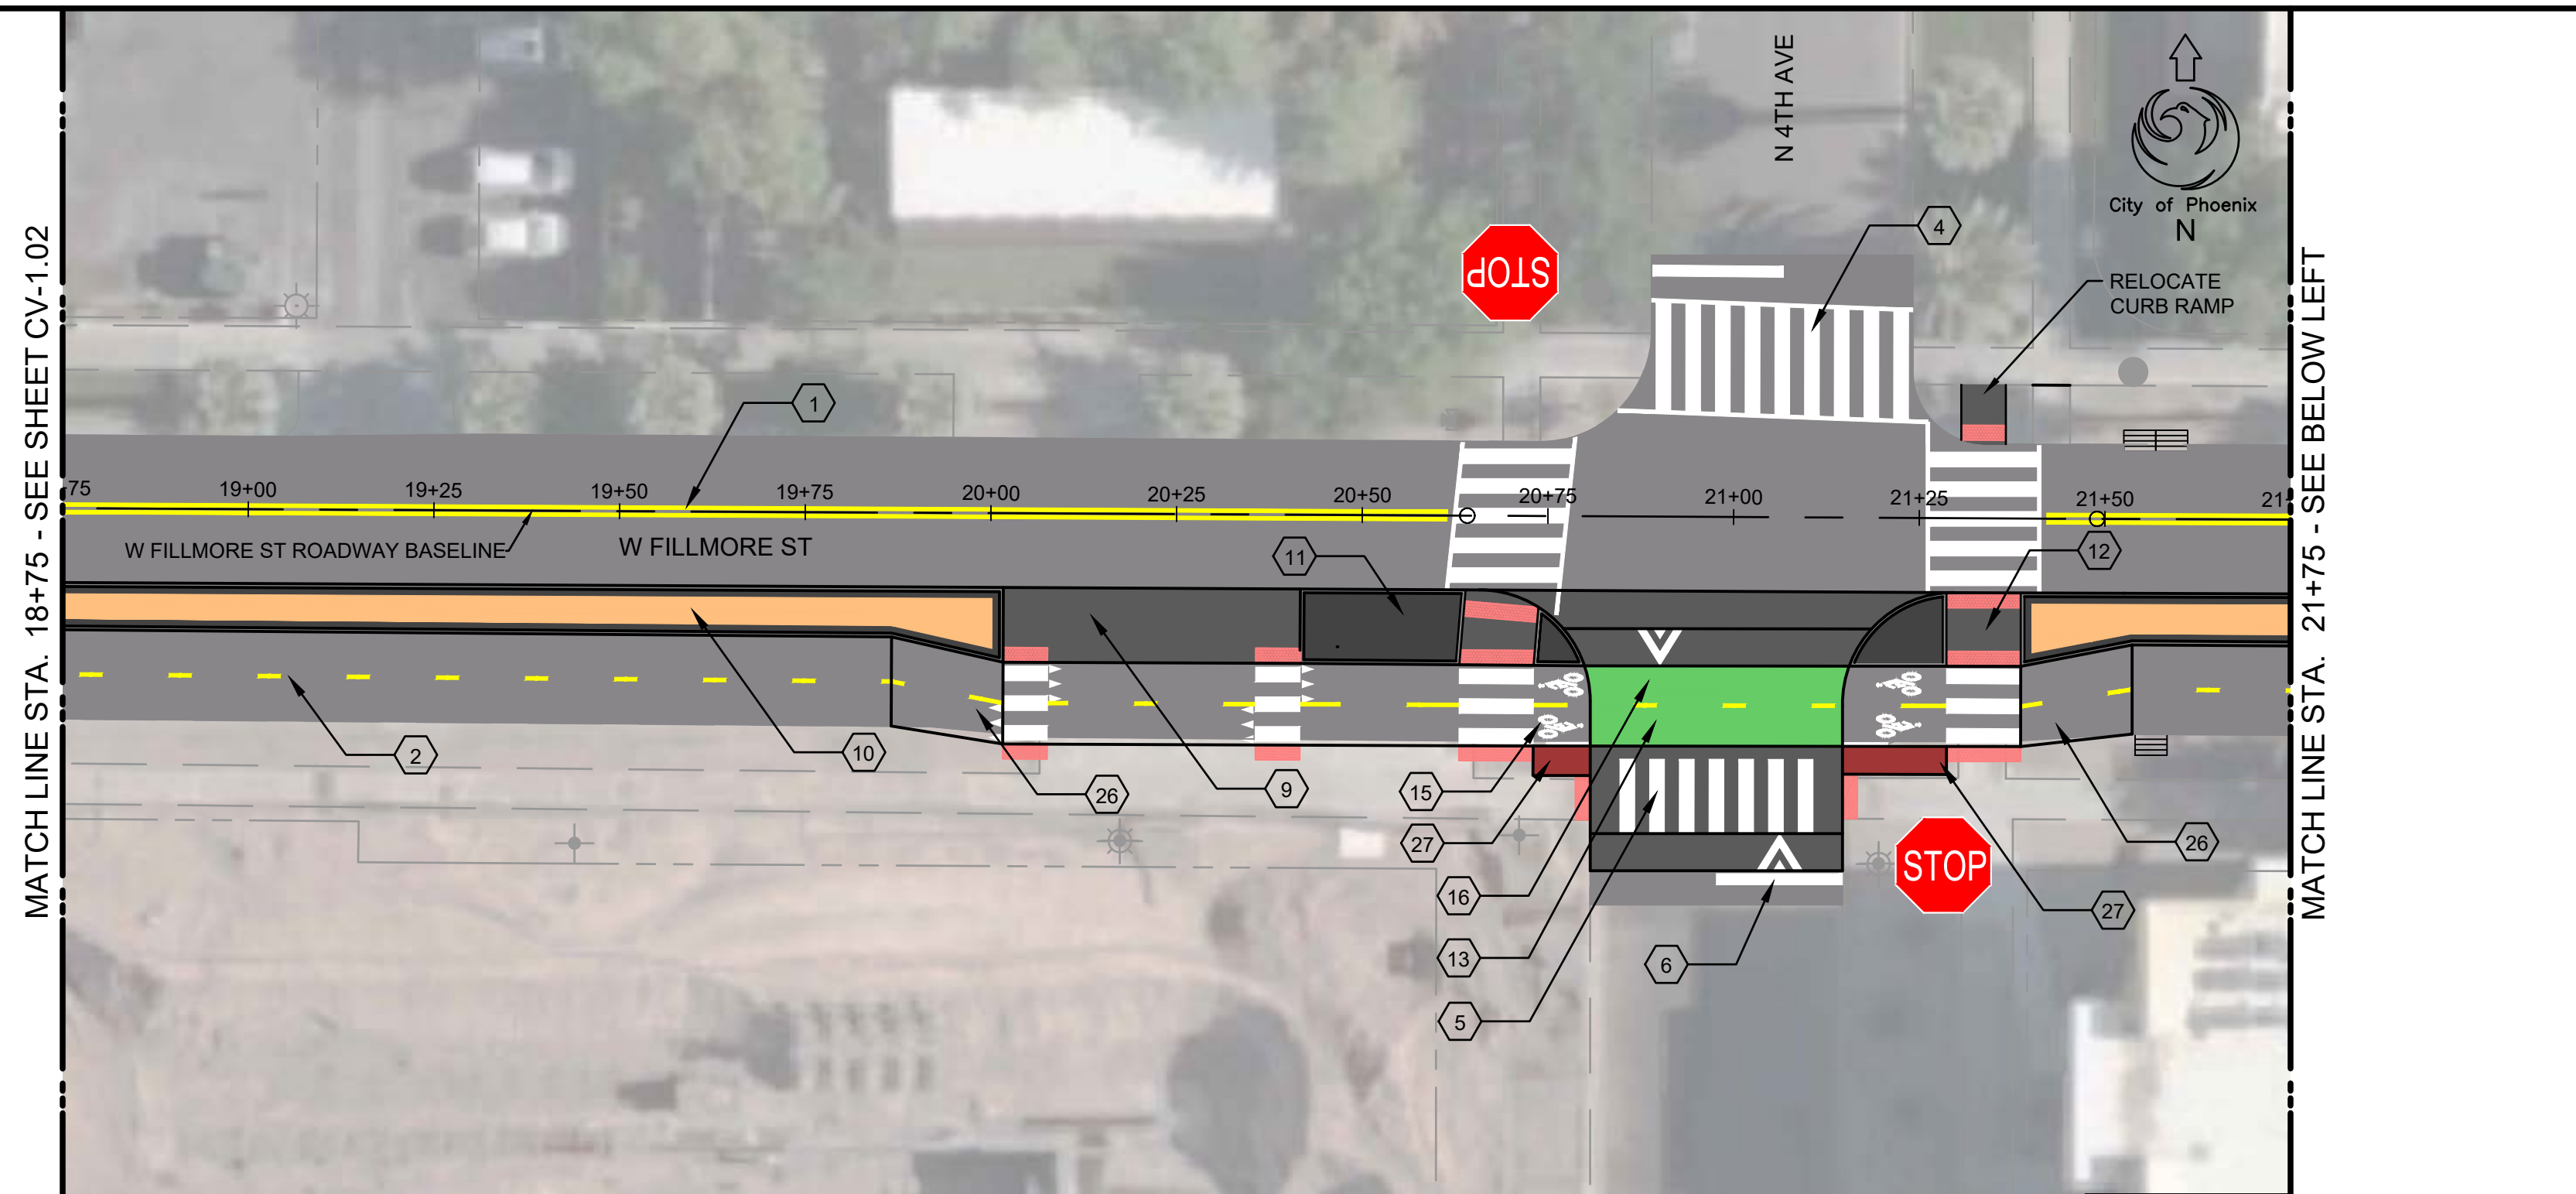 MATCH LINE STA. 18+75 - SEE SHEET CV-1.02
N 4TH AVE
City of Phoenix
N
4
STOP
RELOCATE
CURB RAMP
1
75
19+00
19+25
19+50
19+75
20+00
20+25
20+50
20+75
21+00
21+25
21+50
21+
W FILLMORE ST ROADWAY BASELINE
W FILLMORE ST
11
12
2
10
26
9
15
27
16
13
5
6
STOP
26
27
MATCH LINE STA. 21+75 - SEE BELOW LEFT